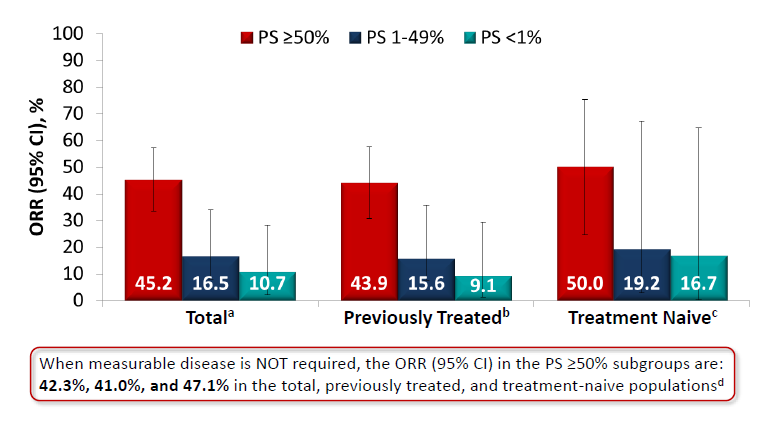 100
90
80
70
60
50
40
30
20
10
0
ORR (95% CI), %
PS ≥50% PS 1-49% PS <1%
45.2 16.5 10.7 43.9 15.6 9.1 50.0 19.2 16.7
Totalᵃ Previously Treatedᵇ Treatment Naiveᶜ
When measurable disease is NOT required, the ORR (95% CI) in the PS ≥50% subgroups are:
42.3%, 41.0%, and 47.1% in the total, previously treated, and treatment-naive populationsᵈ